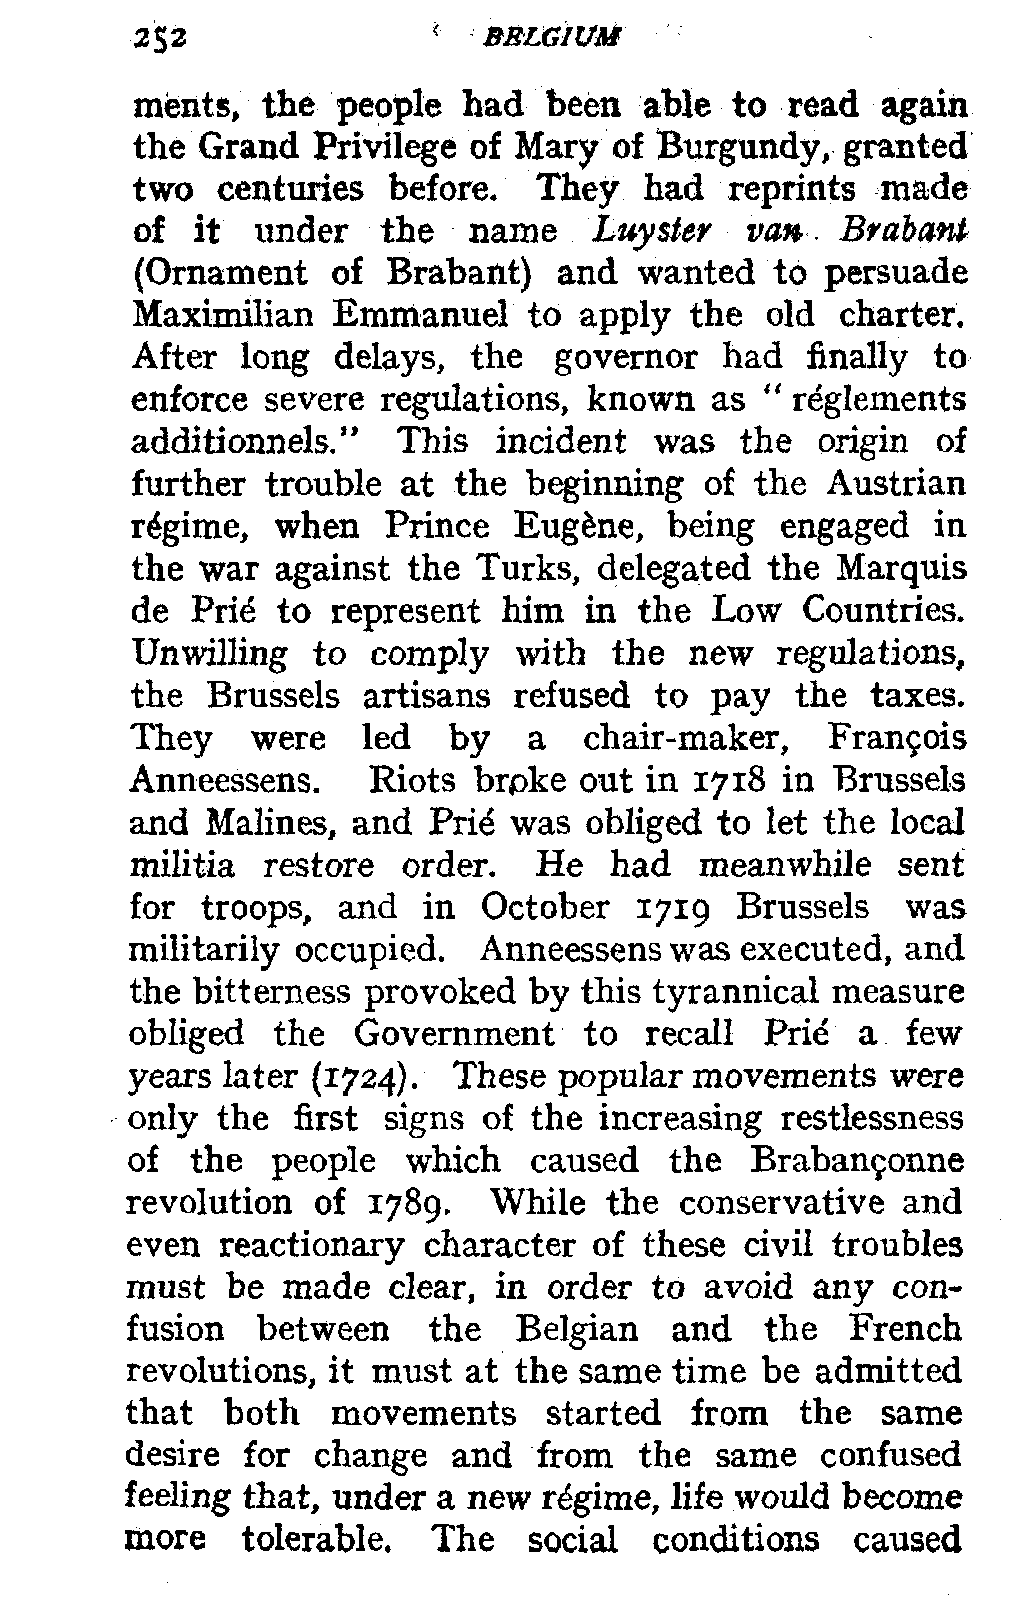 252 BELGIUM
ments, the people had been able to read again
the Grand Privilege of Mary of Burgundy, granted
two centuries before. They had reprints made
of it under the name Luyster van Brabant
(Ornament of Brabant) and wanted to persuade
Maximilian Emmanuel to apply the old charter.
After long delays, the governor had finally to
enforce severe regulations, known as “ réglements
additionnels.” This incident was the origin of
further trouble at the beginning of the Austrian
régime, when Prince Eugène, being engaged in
the war against the Turks, delegated the Marquis
de Prié to represent him in the Low Countries.
Unwilling to comply with the new regulations,
the Brussels artisans refused to pay the taxes.
They were led by a chair-maker, François
Anneessens. Riots broke out in 1718 in Brussels
and Malines, and Prié was obliged to let the local
militia restore order. He had meanwhile sent
for troops, and in October 1719 Brussels was
militarily occupied. Anneessens was executed, and
the bitterness provoked by this tyrannical measure
obliged the Government to recall Prié a few
years later (1724). These popular movements were
only the first signs of the increasing restlessness
of the people which caused the Brabançonne
revolution of 1789. While the conservative and
even reactionary character of these civil troubles
must be made clear, in order to avoid any con-
fusion between the Belgian and the French
revolutions, it must at the same time be admitted
that both movements started from the same
desire for change and from the same confused
feeling that, under a new régime, life would become
more tolerable. The social conditions caused